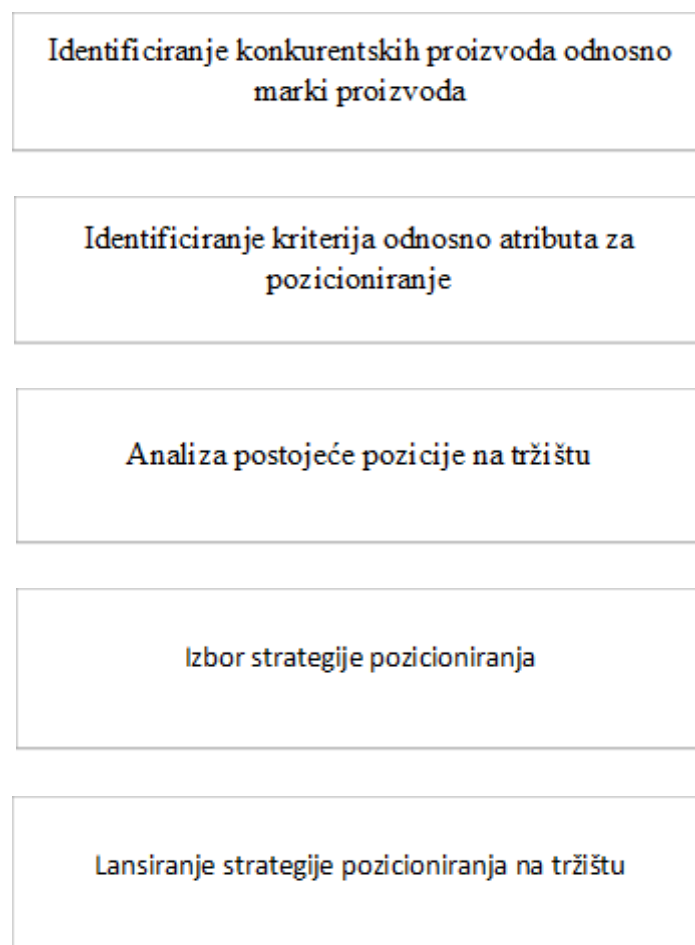 Identificiranje konkurentskih proizvoda odnosno
marki proizvoda
Identificiranje kriterija odnosno atributa za
pozicioniranje
Analiza postojeće pozicije na tržištu
Izbor strategije pozicioniranja
Lansiranje strategije pozicioniranja na tržištu